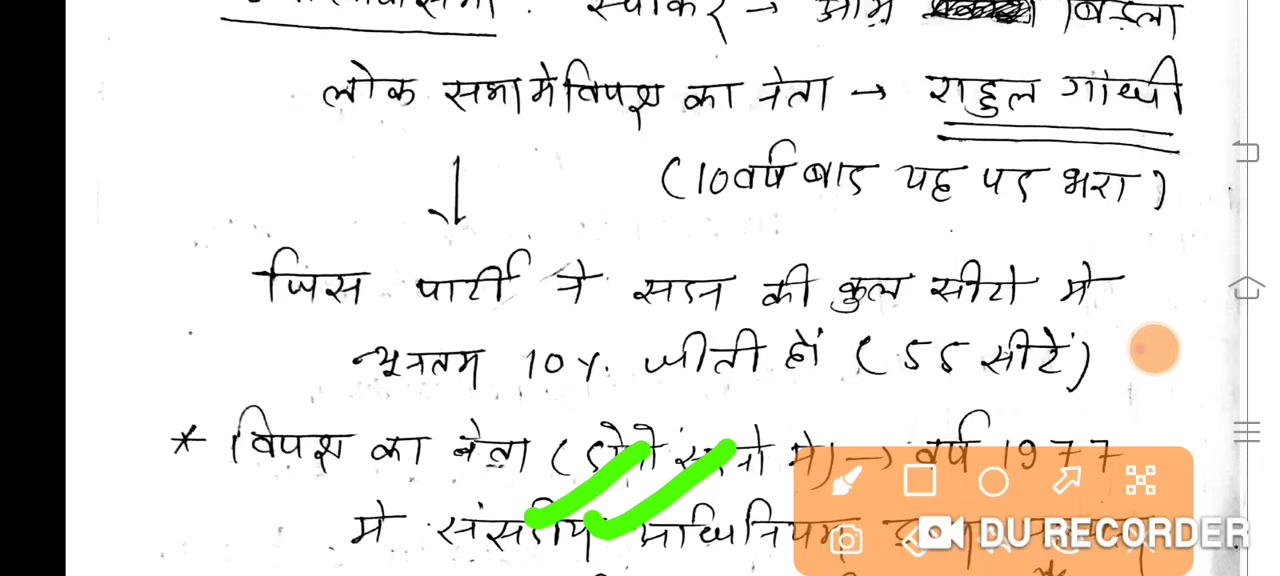 स्पीकर → ओम बिडला
लोक सभा मे विपक्ष का नेता → राहुल गांधी
(10 वर्ष बाद यह पद भरा)
जिस पार्टी ने सदन की कुल सीटो मे
न्यूनतम 10% जीती हों (55 सीटें)
* विपक्ष का नेता (दोनो सदनो मे) → वर्ष 1977
मे संसदीय अधिनियम
DU RECORDER